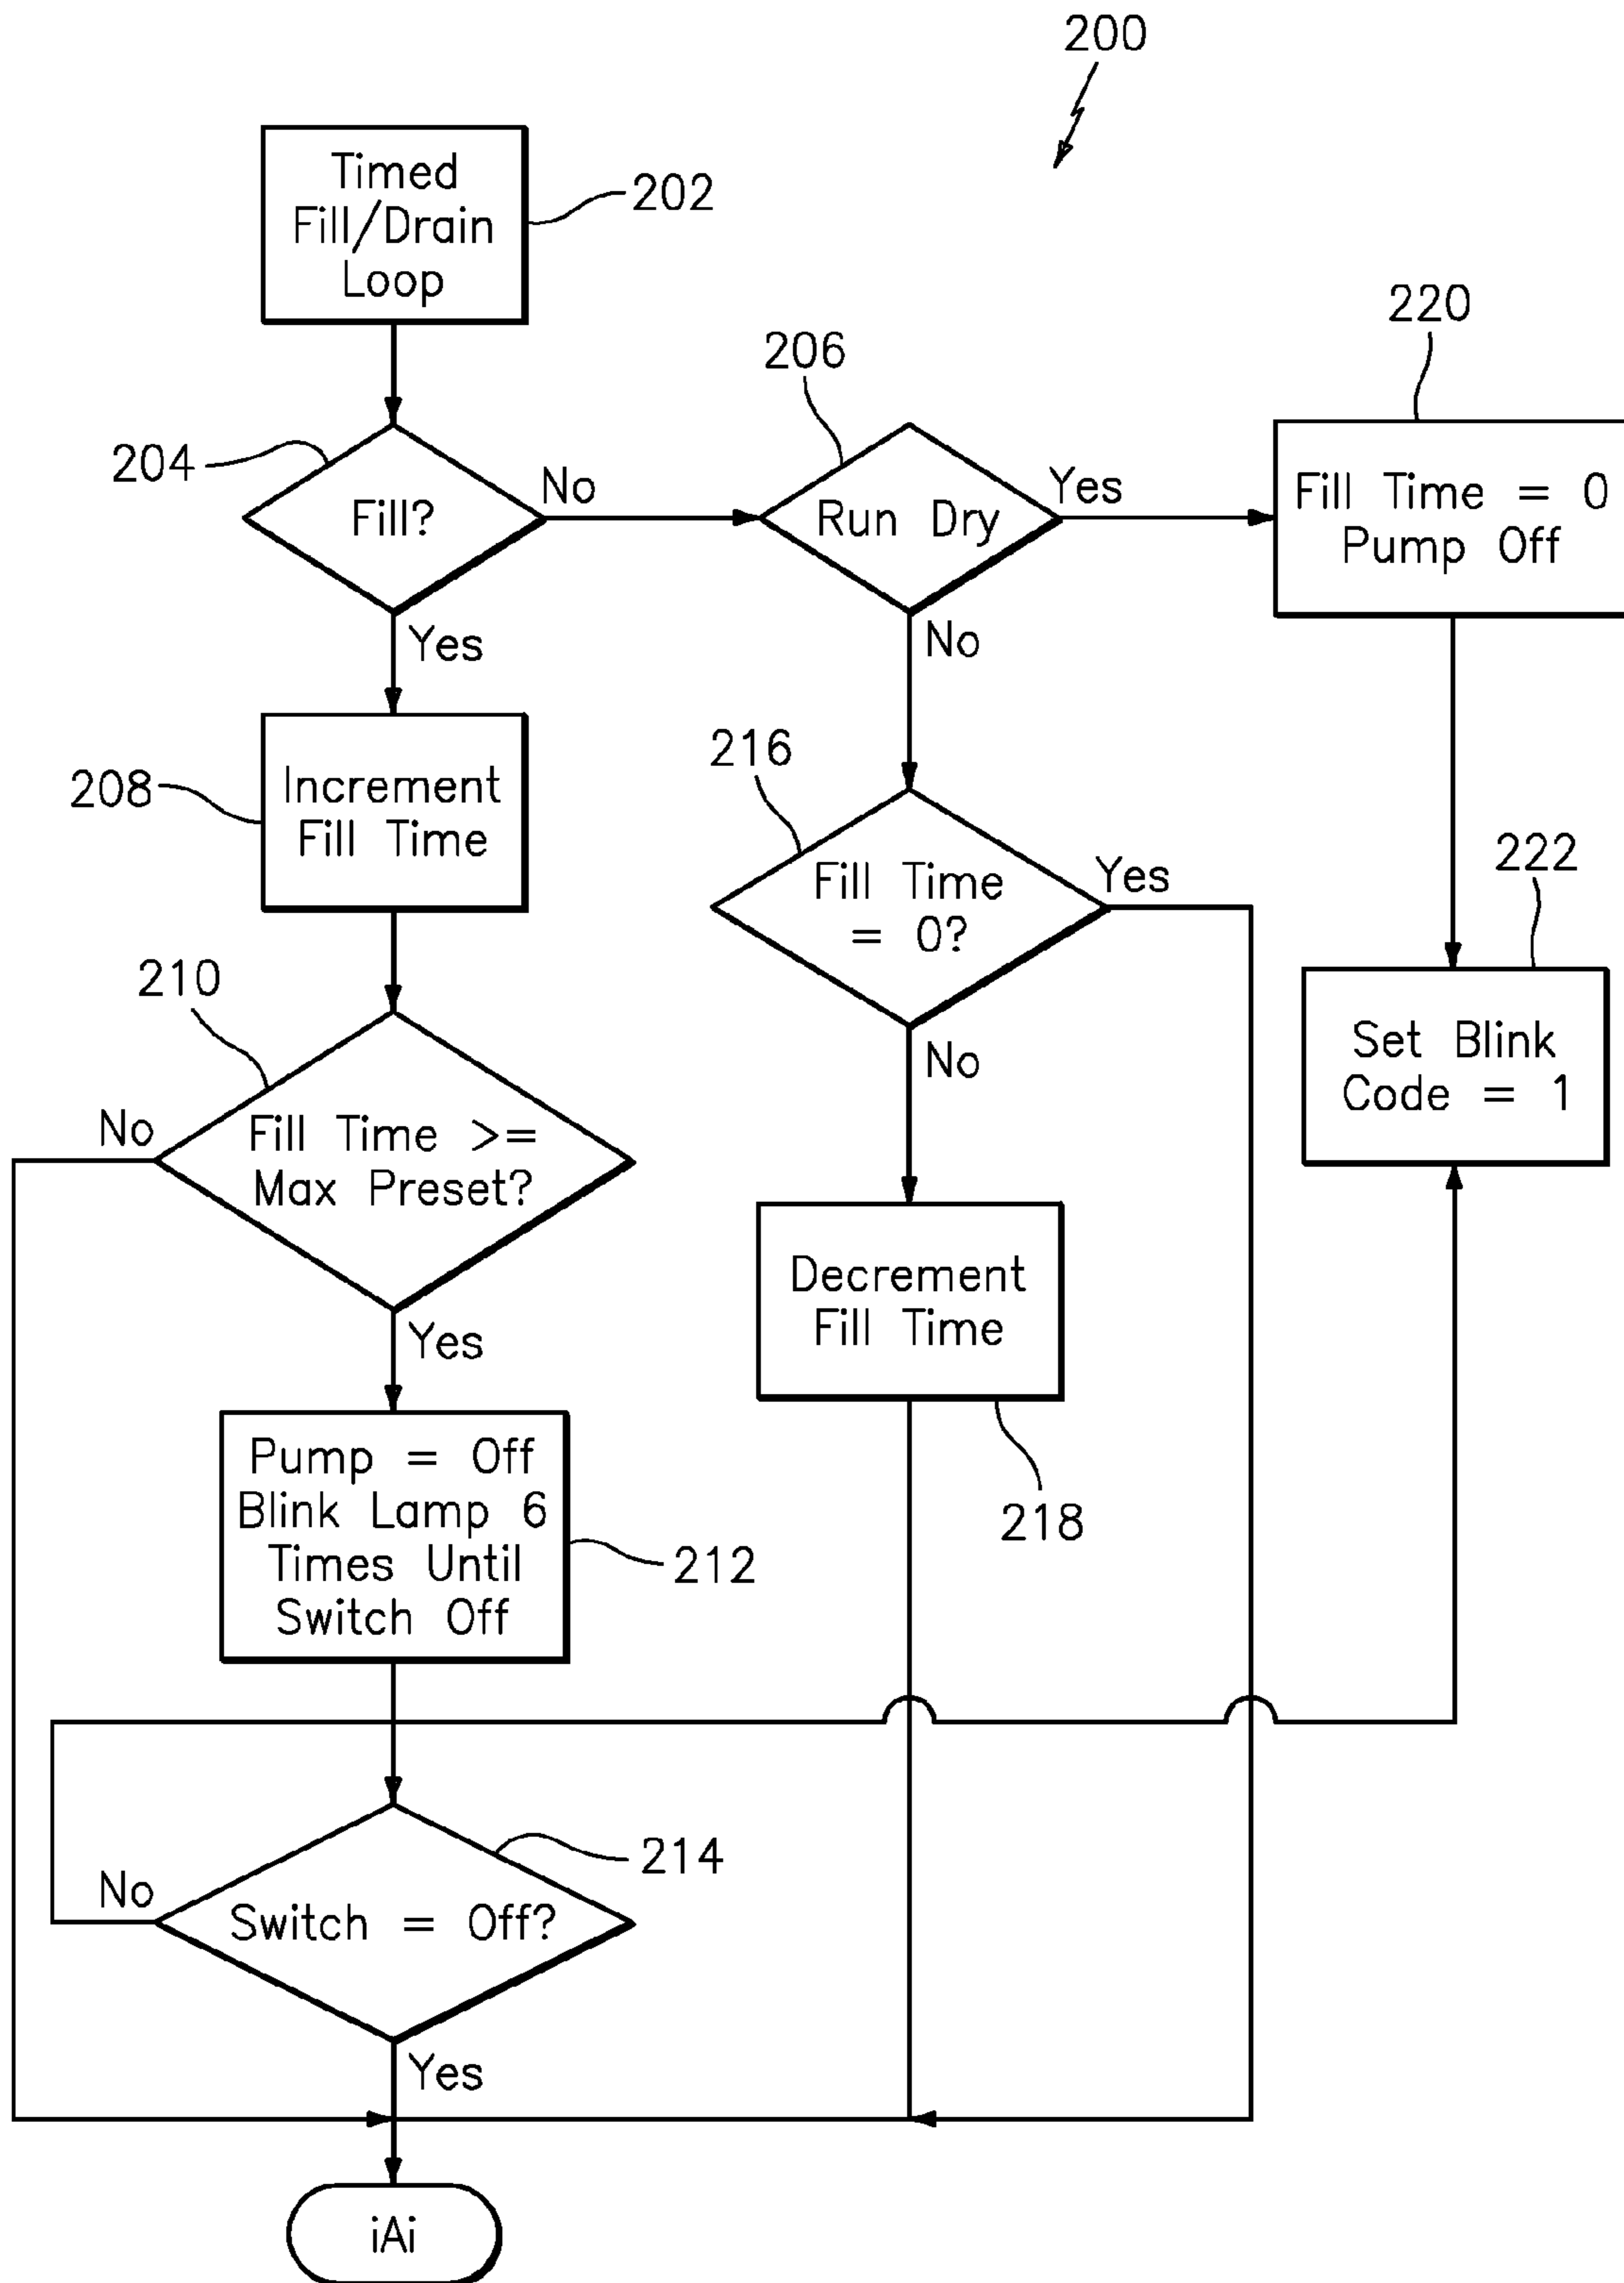 200
Timed
Fill/Drain
Loop
202
220
206
204
Fill?
No
Run Dry
Yes
Fill Time = 0
Pump Off
Yes
No
216
208
Increment
Fill Time
Fill Time
= 0?
Yes
222
210
No
Set Blink
Code = 1
No
Fill Time >=
Max Preset?
Decrement
Fill Time
Yes
Pump = Off
Blink Lamp 6
Times Until
Switch Off
218
212
214
No
Switch = Off?
Yes
iAi